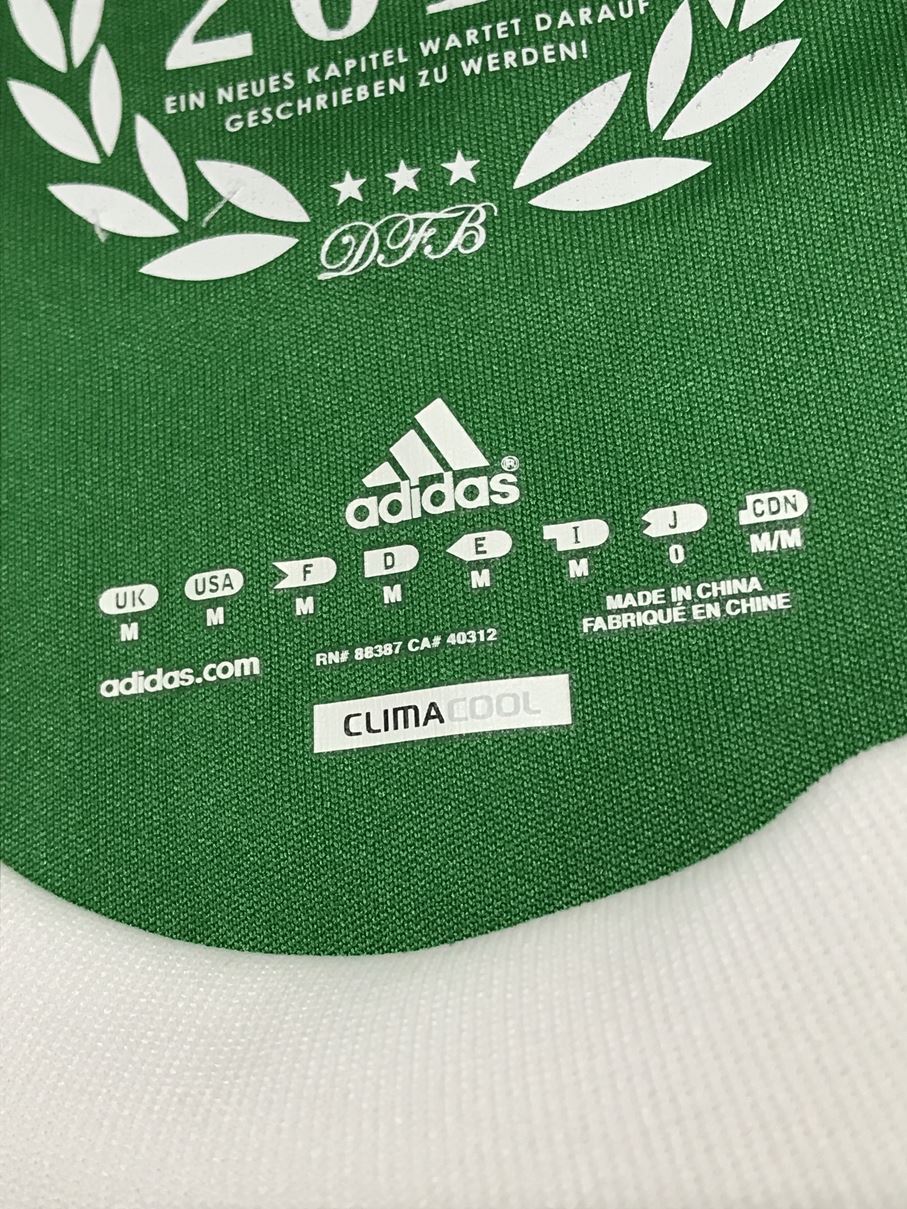 EIN NEUES KAPITEL WARTET DARAUF
GESCHRIEBEN ZU WERDEN!
DFB
adidas®
UK USA F D E I J CDN
M M M M M M O M/M
adidas.com RN# 88387 CA# 40312 MADE IN CHINA
FABRIQUÉ EN CHINE
CLIMACOOL